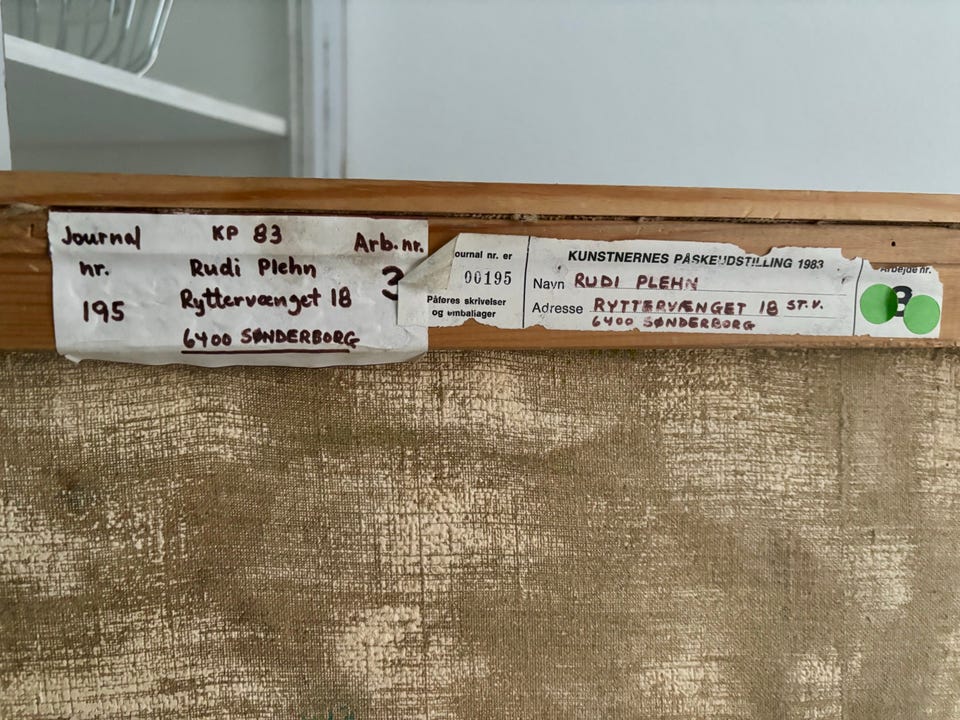 Journal KP 83 Arb.nr.
nr. Rudi Plehn 3
195 Ryttervænget 18
6400 SØNDERBORG
ournal nr. er
00195
Påføres skrivelser
og emballager
KUNSTNERNES PÅSKEUDSTILLING 1983
Navn RUDI PLEHN
Adresse RYTTERVÆNGET 18 ST.V.
6400 SØNDERBORG
Arbejde nr.